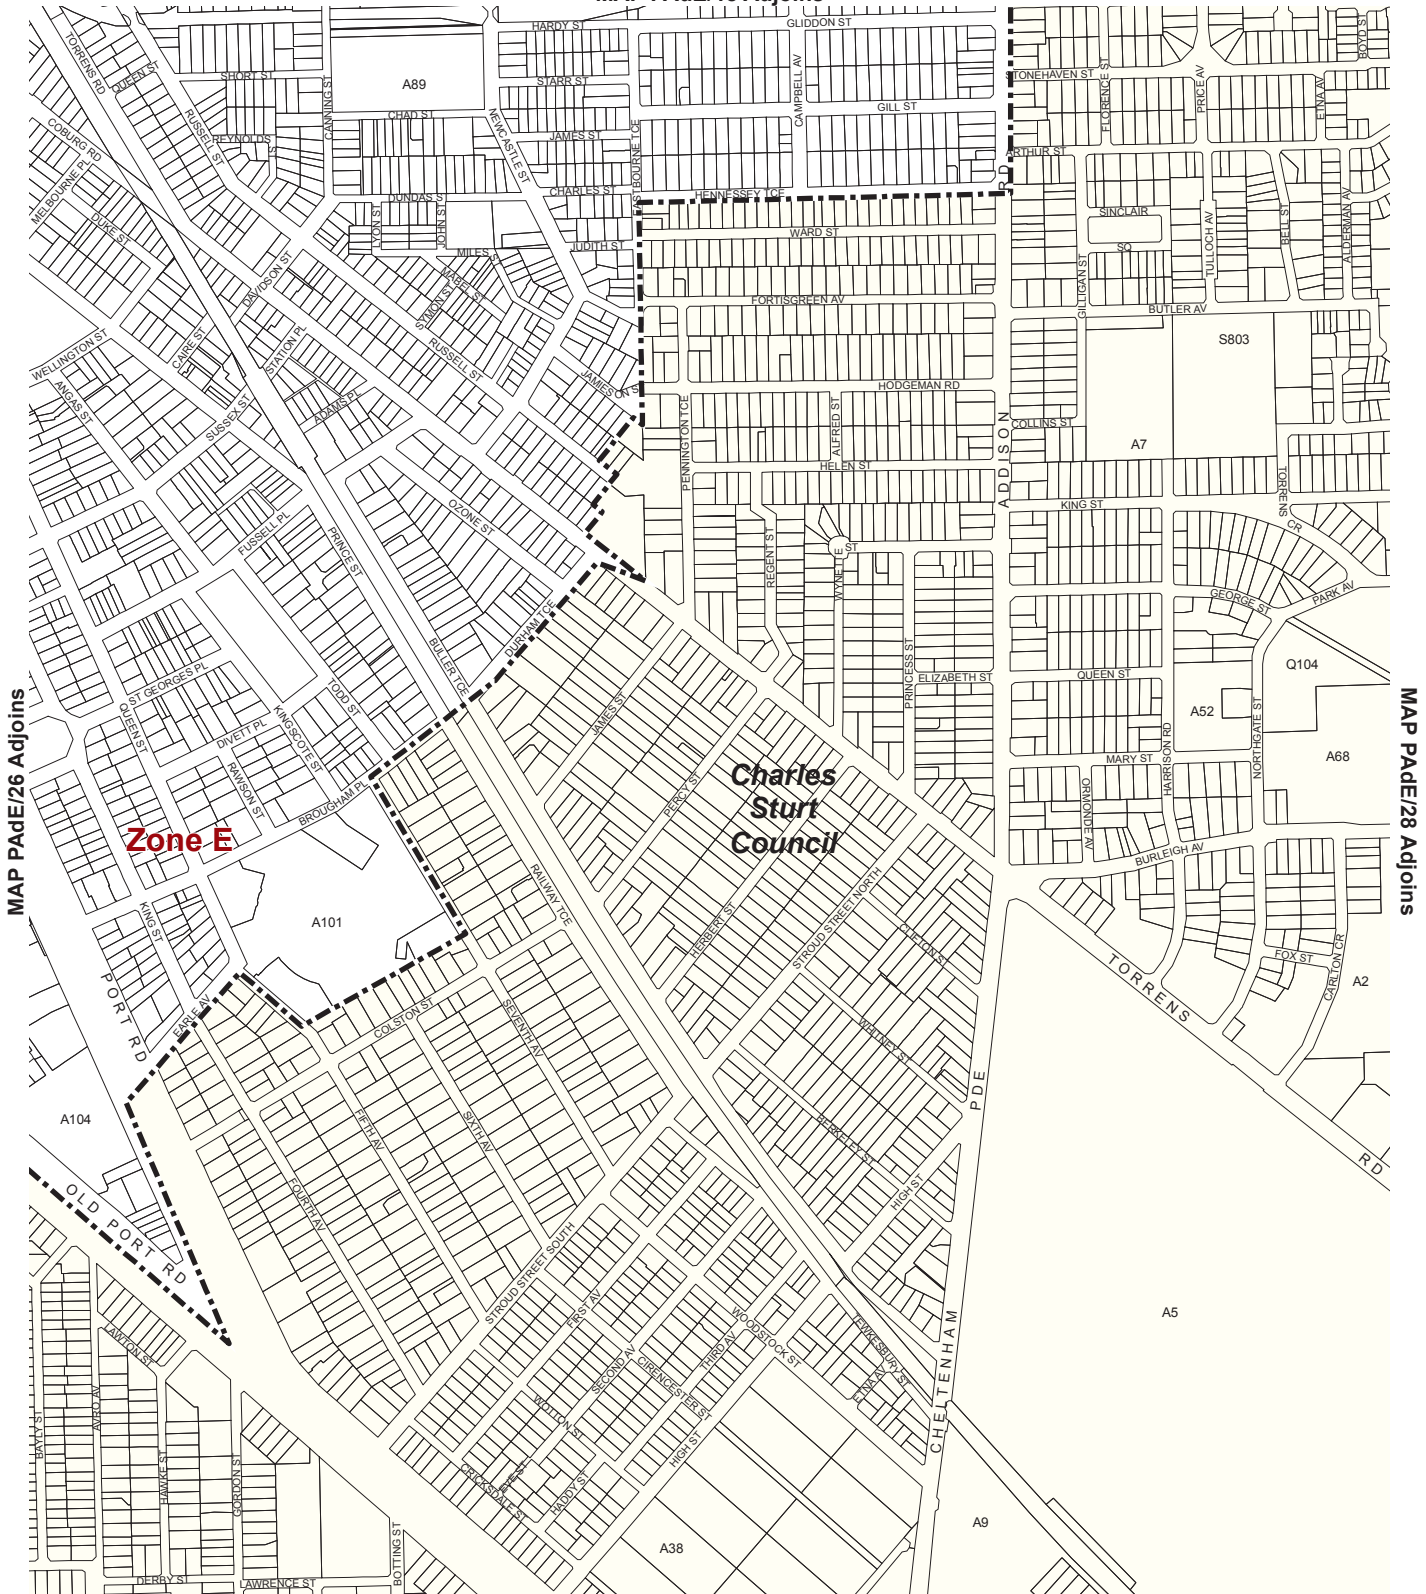 HARDY ST
GLIDDON ST
BOYD ST
TORRENS RD
QUEEN ST
SHORT ST
CANNING ST
A89
STARR ST
CAMPBELL AV
STONEHAVEN ST
FLORENCE ST
PRICE AV
ETNA AV
RUSSELL ST
CHAD ST
NEWCASTLE ST
GILL ST
COBURG RD
REYNOLDS
JAMES ST
EASTBOURNE TCE
ARTHUR ST
MELBOURNE
DUNDAS ST
CHARLES ST
HENNESSEY TCE
RD
DUKE ST
LYON ST
JOHN ST
JUDITH ST
WARD ST
SINCLAIR
SQ
TULLOCH AV
BELL ST
ALDERMAN AV
MILES
DAVIDSON ST
MABEL ST
SYMON ST
FORTISGREEN AV
GILLIGAN ST
BUTLER AV
WELLINGTON ST
CAIRE ST
STATION PL
RUSSELL ST
S803
ANGAS ST
SUSSEX ST
ADAMS PL
JAMIESON ST
HODGEMAN RD
PENNINGTON TCE
ALFRED ST
ADDISON
COLLINS ST
A7
HELEN ST
TORRENS
CR
FUSSELL PL
PRINCE ST
OZONE ST
KING ST
REGENT ST
WYNETTE
ST
DURHAM TCE
GEORGE ST
PARK AV
BULLER TCE
ST GEORGES PL
QUEEN ST
TODD ST
KINGSCOTE ST
DIVETT PL
RAWSON ST
BROUGHAM PL
JAMES ST
PRINCESS ST
ELIZABETH ST
QUEEN ST
Q104
A52
NORTHGATE ST
HARRISON RD
MARY ST
A68
MAP PAdE/26 Adjoins
MAP PAdE/28 Adjoins
Zone E
Charles
Sturt
Council
PERCY ST
ORMONDE AV
BURLEIGH AV
RAILWAY TCE
KING ST
A101
HERBERT ST
STROUD STREET NORTH
CLIFTON ST
FOX ST
CARLTON CR
A2
PORT RD
EARLE AV
COLSTON ST
SEVENTH AV
WHITNEY ST
TORRENS
RD
A104
FIFTH AV
SIXTH AV
BERKELEY ST
PDE
HIGH ST
OLD PORT RD
FOURTH AV
STROUD STREET SOUTH
FIRST AV
SECOND AV
THIRD AV
WOODSTOCK ST
TEWKESBURY ST
ETNA AV
CHELTENHAM
A5
LAWTON ST
CIRENCESTER ST
WOTTON ST
HIGH ST
BAYLY ST
AVRO AV
HAWKE ST
GORDON ST
CRICKSDALE ST
HADDY ST
A38
A9
BOTTING ST
DERBY ST
LAWRENCE ST